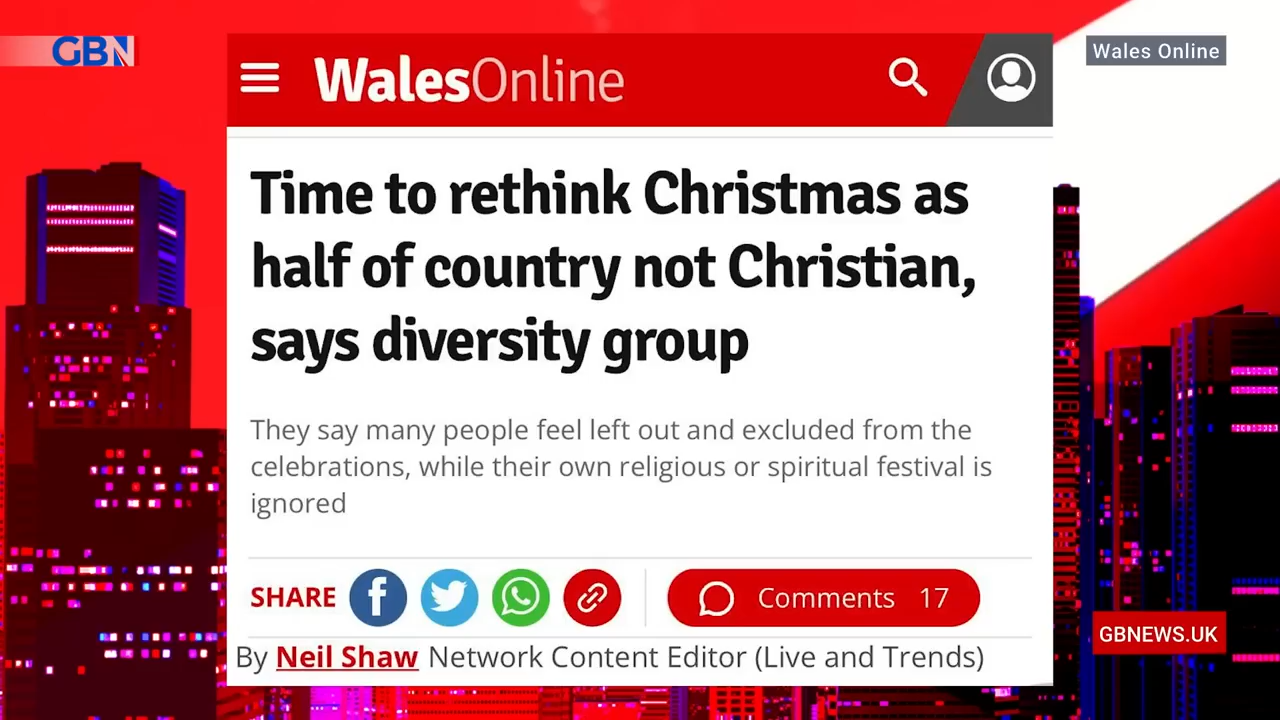 GBN
Wales Online
WalesOnline
Time to rethink Christmas as
half of country not Christian,
says diversity group
They say many people feel left out and excluded from the
celebrations, while their own religious or spiritual festival is
ignored
SHARE
Comments 17
GBNEWS.UK
By Neil Shaw Network Content Editor (Live and Trends)